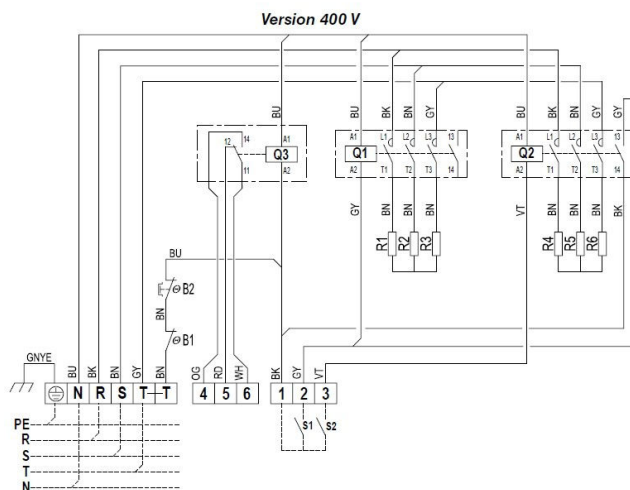 Version 400 V
BU
BU
BK
BN
GY
BU
BK
BN
GY
12
14
11
A1
Q3
A2
A1
L1
L2
L3
13
Q1
A2
T1
T2
T3
14
A1
L1
L2
L3
13
Q2
A2
T1
T2
T3
14
GY
BN
BN
BN
VT
BN
BN
BN
BK
R1
R2
R3
R4
R5
R6
BU
B2
BN
B1
GNYE
BU
BK
BN
GY
BN
OG
RD
WH
BK
GY
VT
N R S T T
4 5 6
1 2 3
S1
S2
PE
R
S
T
N